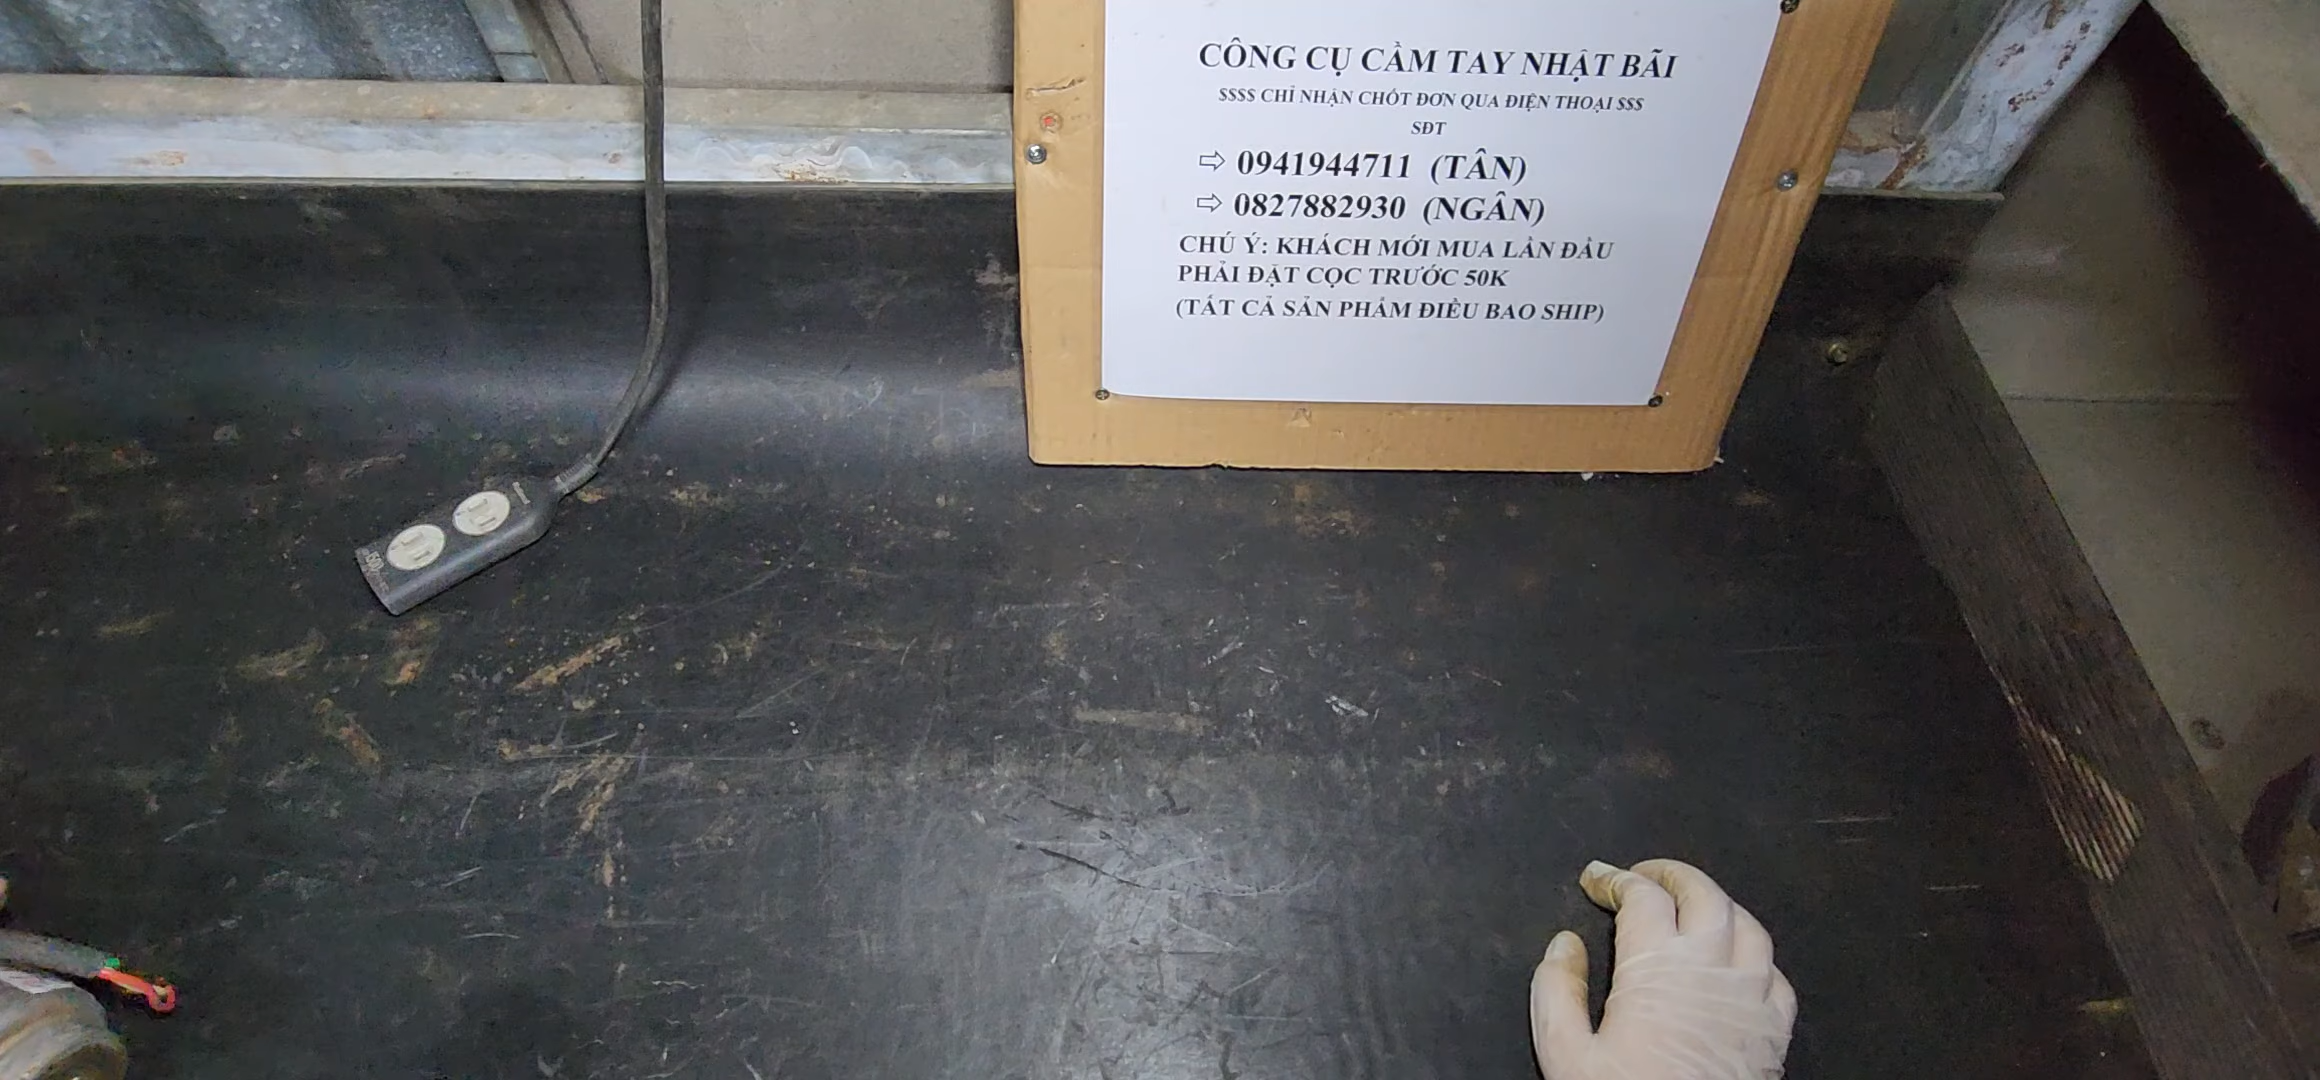 CÔNG CỤ CẦM TAY NHẬT BÃI
$$$$ CHỈ NHẬN CHỐT ĐƠN QUA ĐIỆN THOẠI $$$
SĐT
⇨ 0941944711 (TÂN)
⇨ 0827882930 (NGÂN)
CHÚ Ý: KHÁCH MỚI MUA LẦN ĐẦU
PHẢI ĐẶT CỌC TRƯỚC 50K
(TẤT CẢ SẢN PHẨM ĐIỀU BAO SHIP)